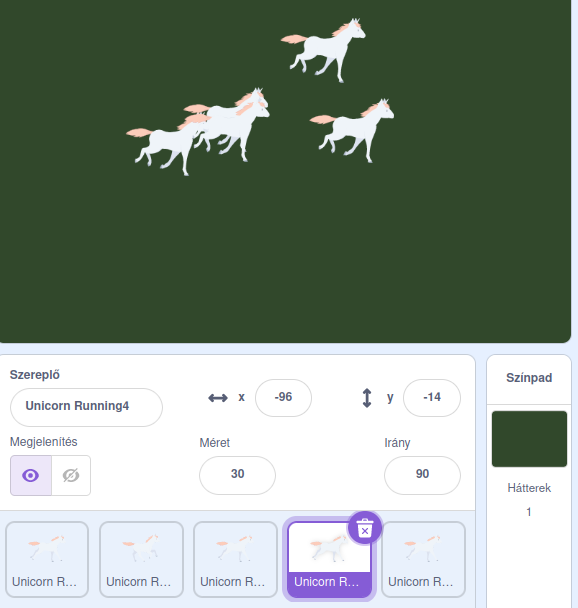 Szereplő
Unicorn Running4
x
-96
y
-14
Megjelenítés
Méret
30
Irány
90
Színpad
Hátterek
1
Unicorn R...
Unicorn R...
Unicorn R...
Unicorn R...
Unicorn R...